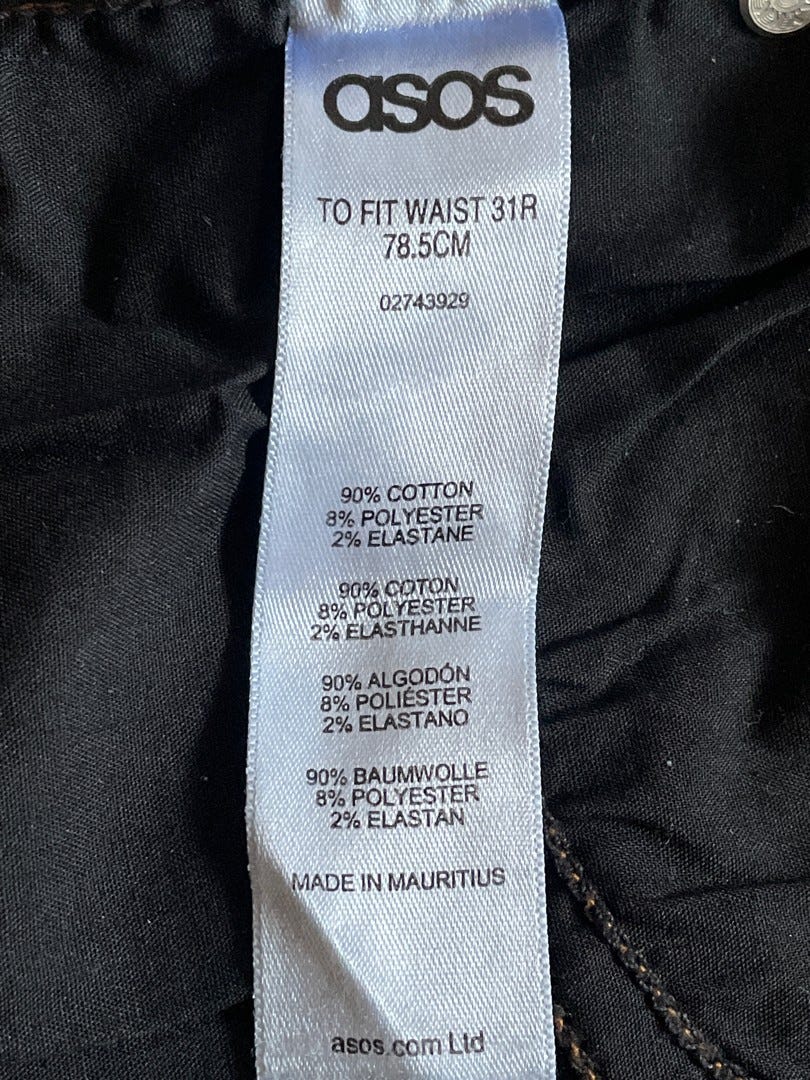 asos
TO FIT WAIST 31R
78.5CM
02743929
90% COTTON
8% POLYESTER
2% ELASTANE
90% COTON
8% POLYESTER
2% ELASTHANNE
90% ALGODÓN
8% POLIÉSTER
2% ELASTANO
90% BAUMWOLLE
8% POLYESTER
2% ELASTAN
MADE IN MAURITIUS
asos.com Ltd